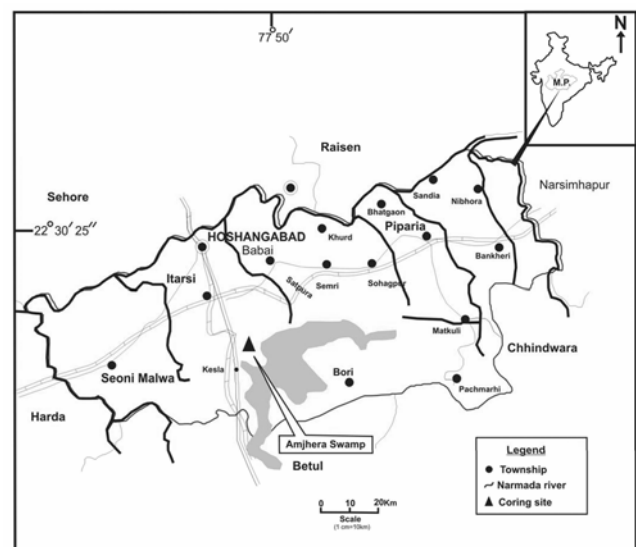 77°50'
N
M.P.
Raisen
Sehore
Narsimhapur
Sandia
Nibhora
Bhatgaon
22°30'25"
HOSHANGABAD
Khurd
Piparia
Babai
Bankheri
Itarsi
Satpura
Semri
Sohagpur
Matkuli
Chhindwara
Kesla
Seoni Malwa
Bori
Pachmarhi
Harda
Amjhera Swamp
Betul
Legend
Township
Narmada river
Coring site
0 10 20Km
Scale
(1 cm=10km)